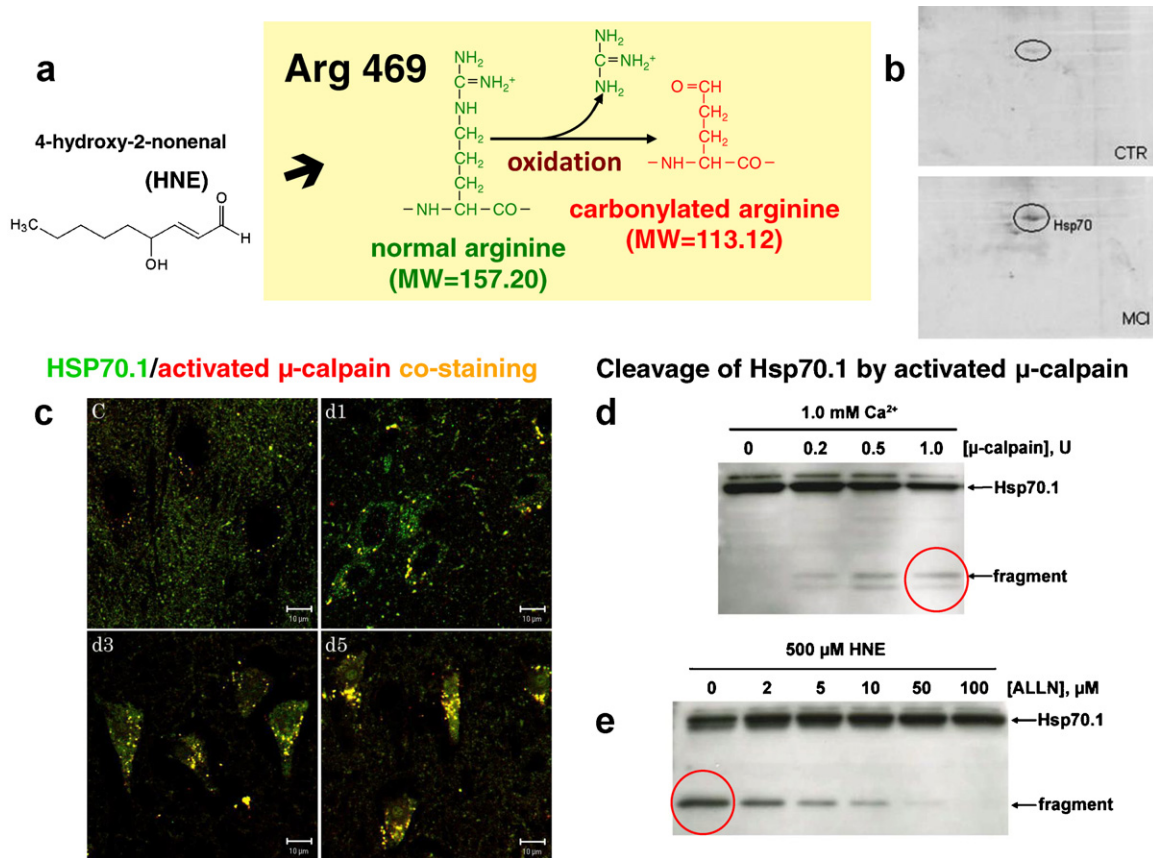 a
4-hydroxy-2-nonenal
(HNE)
H₃C
O
H
OH
Arg 469
NH₂
C=NH₂⁺
NH
CH₂
CH₂
CH₂
–NH–CH–CO–
normal arginine
(MW=157.20)
NH₂
C=NH₂⁺
NH₂
oxidation
O=CH
CH₂
CH₂
–NH–CH–CO–
carbonylated arginine
(MW=113.12)
b
CTR
Hsp70
MCI
HSP70.1/activated μ-calpain co-staining
c
C
10 μm
d1
10 μm
d3
10 μm
d5
10 μm
Cleavage of Hsp70.1 by activated μ-calpain
d
1.0 mM Ca²⁺
0 0.2 0.5 1.0 [μ-calpain], U
Hsp70.1
fragment
e
500 μM HNE
0 2 5 10 50 100 [ALLN], μM
Hsp70.1
fragment